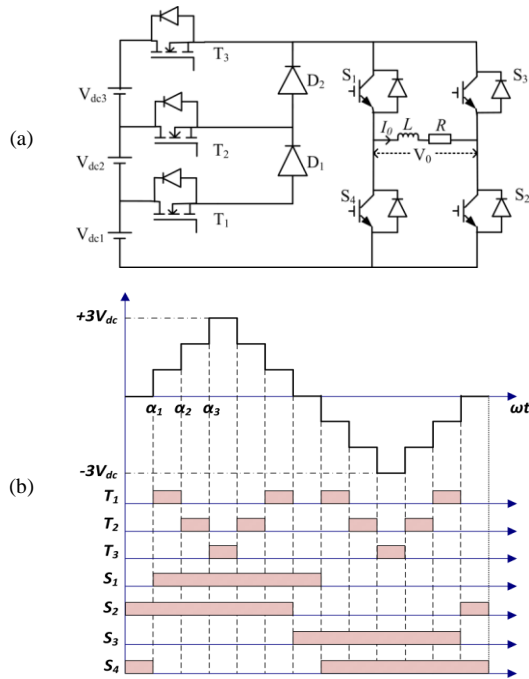 (a)
T3
S1
S3
D2
Vdc3
I0 L R
T2
V0
Vdc2
D1
S4
S2
T1
Vdc1
(b)
+3Vdc
α1 α2 α3 ωt
-3Vdc
T1
T2
T3
S1
S2
S3
S4